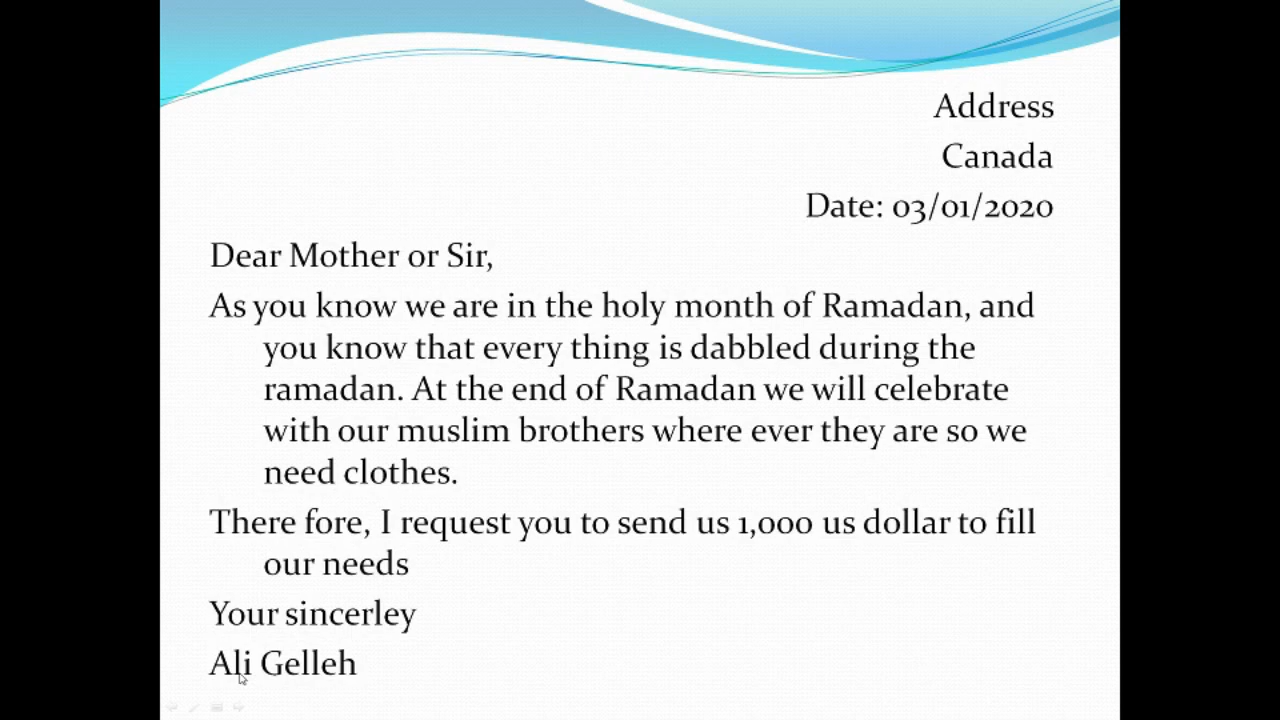 Address
Canada
Date: 03/01/2020
Dear Mother or Sir,
As you know we are in the holy month of Ramadan, and
you know that every thing is dabbled during the
ramadan. At the end of Ramadan we will celebrate
with our muslim brothers where ever they are so we
need clothes.
There fore, I request you to send us 1,000 us dollar to fill
our needs
Your sincerley
Ali Gelleh